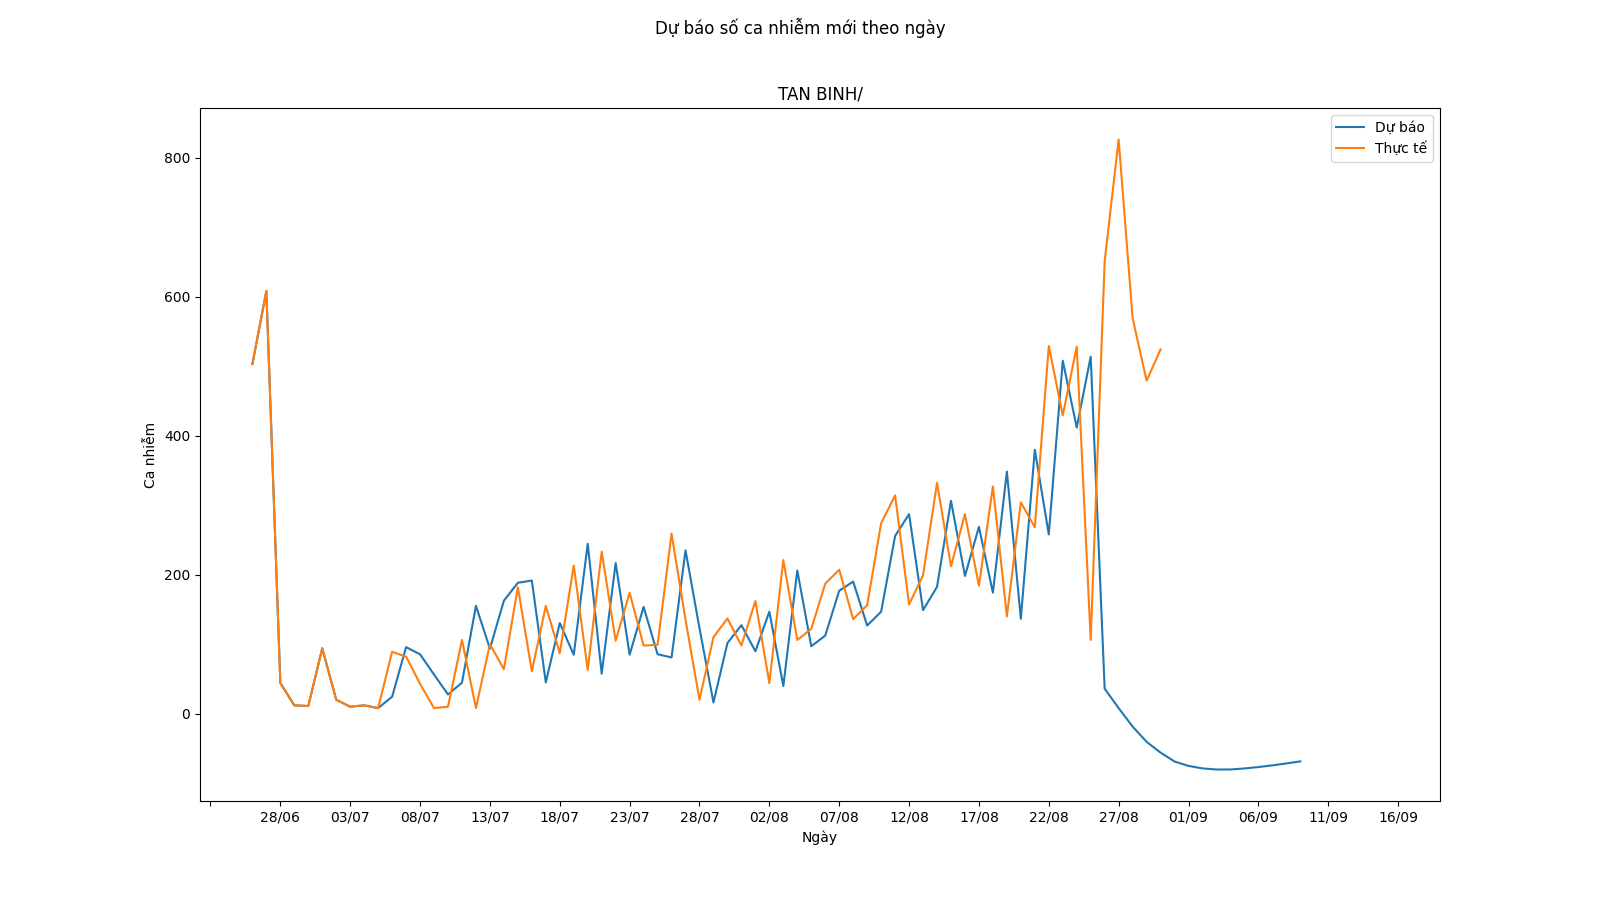 Dự báo số ca nhiễm mới theo ngày
TAN BINH/
Dự báo
Thực tế
800
600
400
200
0
Ca nhiễm
28/06 03/07 08/07 13/07 18/07 23/07 28/07 02/08 07/08 12/08 17/08 22/08 27/08 01/09 06/09 11/09 16/09
Ngày